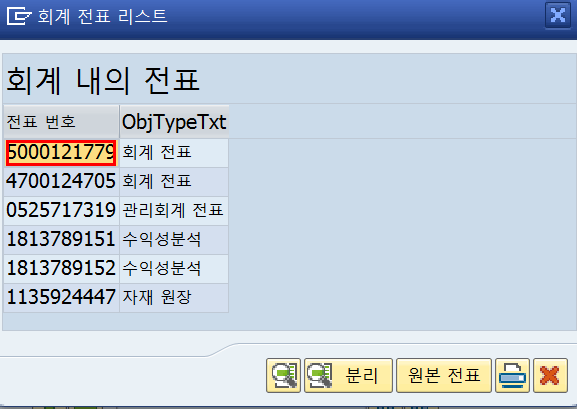 회계 전표 리스트
회계 내의 전표
전표 번호 ObjTypeTxt
5000121779 회계 전표
4700124705 회계 전표
0525717319 관리회계 전표
1813789151 수익성분석
1813789152 수익성분석
1135924447 자재 원장
분리 원본 전표